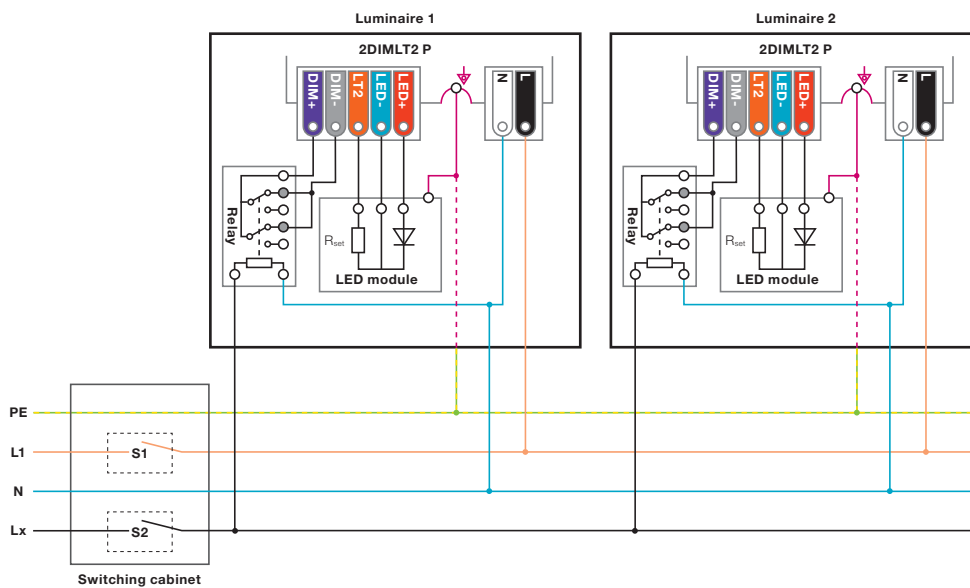 Luminaire 1
2DIMLT2 P
DIM+
DIM-
LT2
LED-
LED+
N
L
Relay
Rset
LED module
Luminaire 2
2DIMLT2 P
DIM+
DIM-
LT2
LED-
LED+
N
L
Relay
Rset
LED module
PE
L1
S1
N
Lx
S2
Switching cabinet